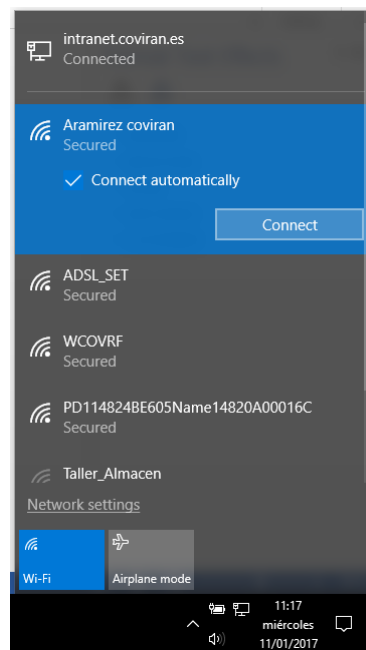 intranet.coviran.es
Connected
Aramirez coviran
Secured
Connect automatically
Connect
ADSL_SET
Secured
WCOVRF
Secured
PD114824BE605Name14820A00016C
Secured
Taller_Almacen
Network settings
Wi-Fi
Airplane mode
11:17
miércoles
11/01/2017